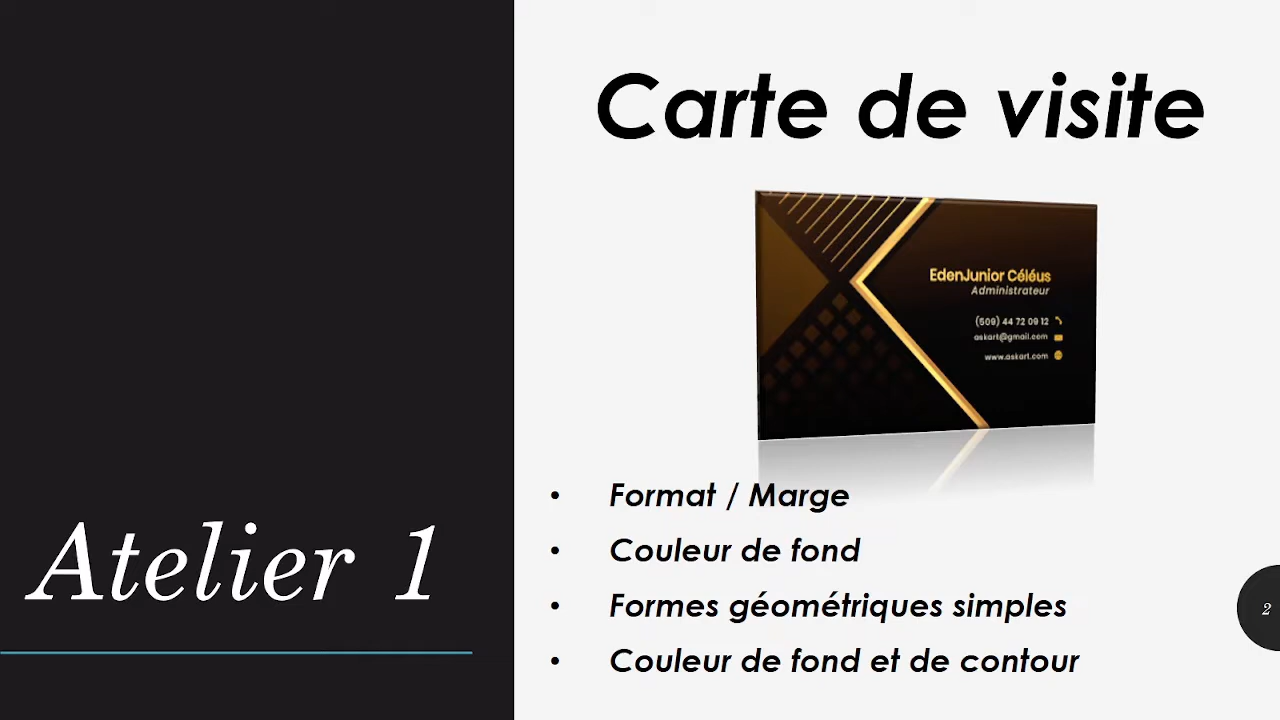 Carte de visite
EdenJunior Céléus
Administrateur
(509) 44 72 09 12
askart@gmail.com
www.askart.com
• Format / Marge
• Couleur de fond
• Formes géométriques simples
• Couleur de fond et de contour
Atelier 1
2